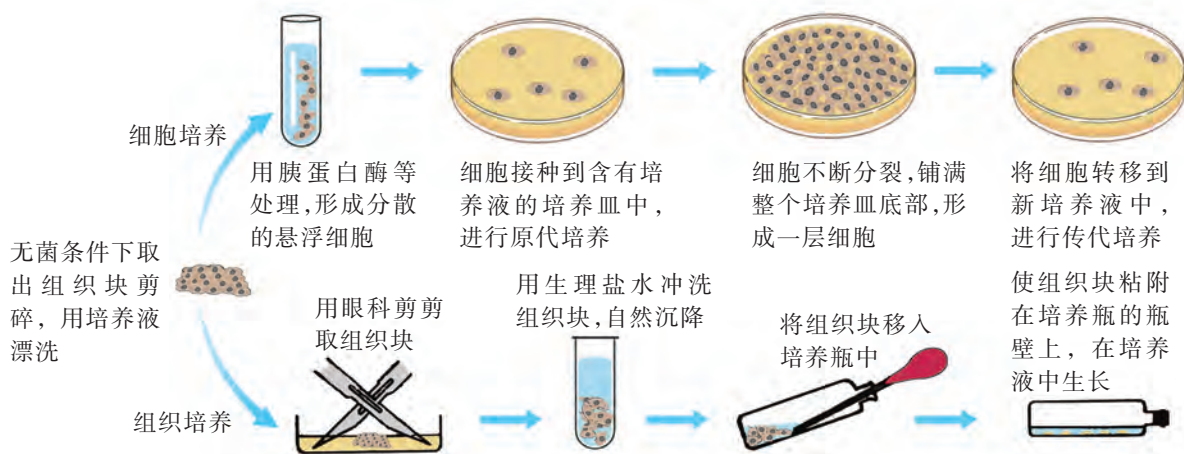 细胞培养
用胰蛋白酶等
处理,形成分散
的悬浮细胞
细胞接种到含有培
养液的培养皿中,
进行原代培养
细胞不断分裂,铺满
整个培养皿底部,形
成一层细胞
将细胞转移到
新培养液中,
进行传代培养
无菌条件下取
出组织块剪
碎,用培养液
漂洗
组织培养
用眼科剪剪
取组织块
用生理盐水冲洗
组织块,自然沉降
将组织块移入
培养瓶中
使组织块粘附
在培养瓶的瓶
壁上,在培养
液中生长